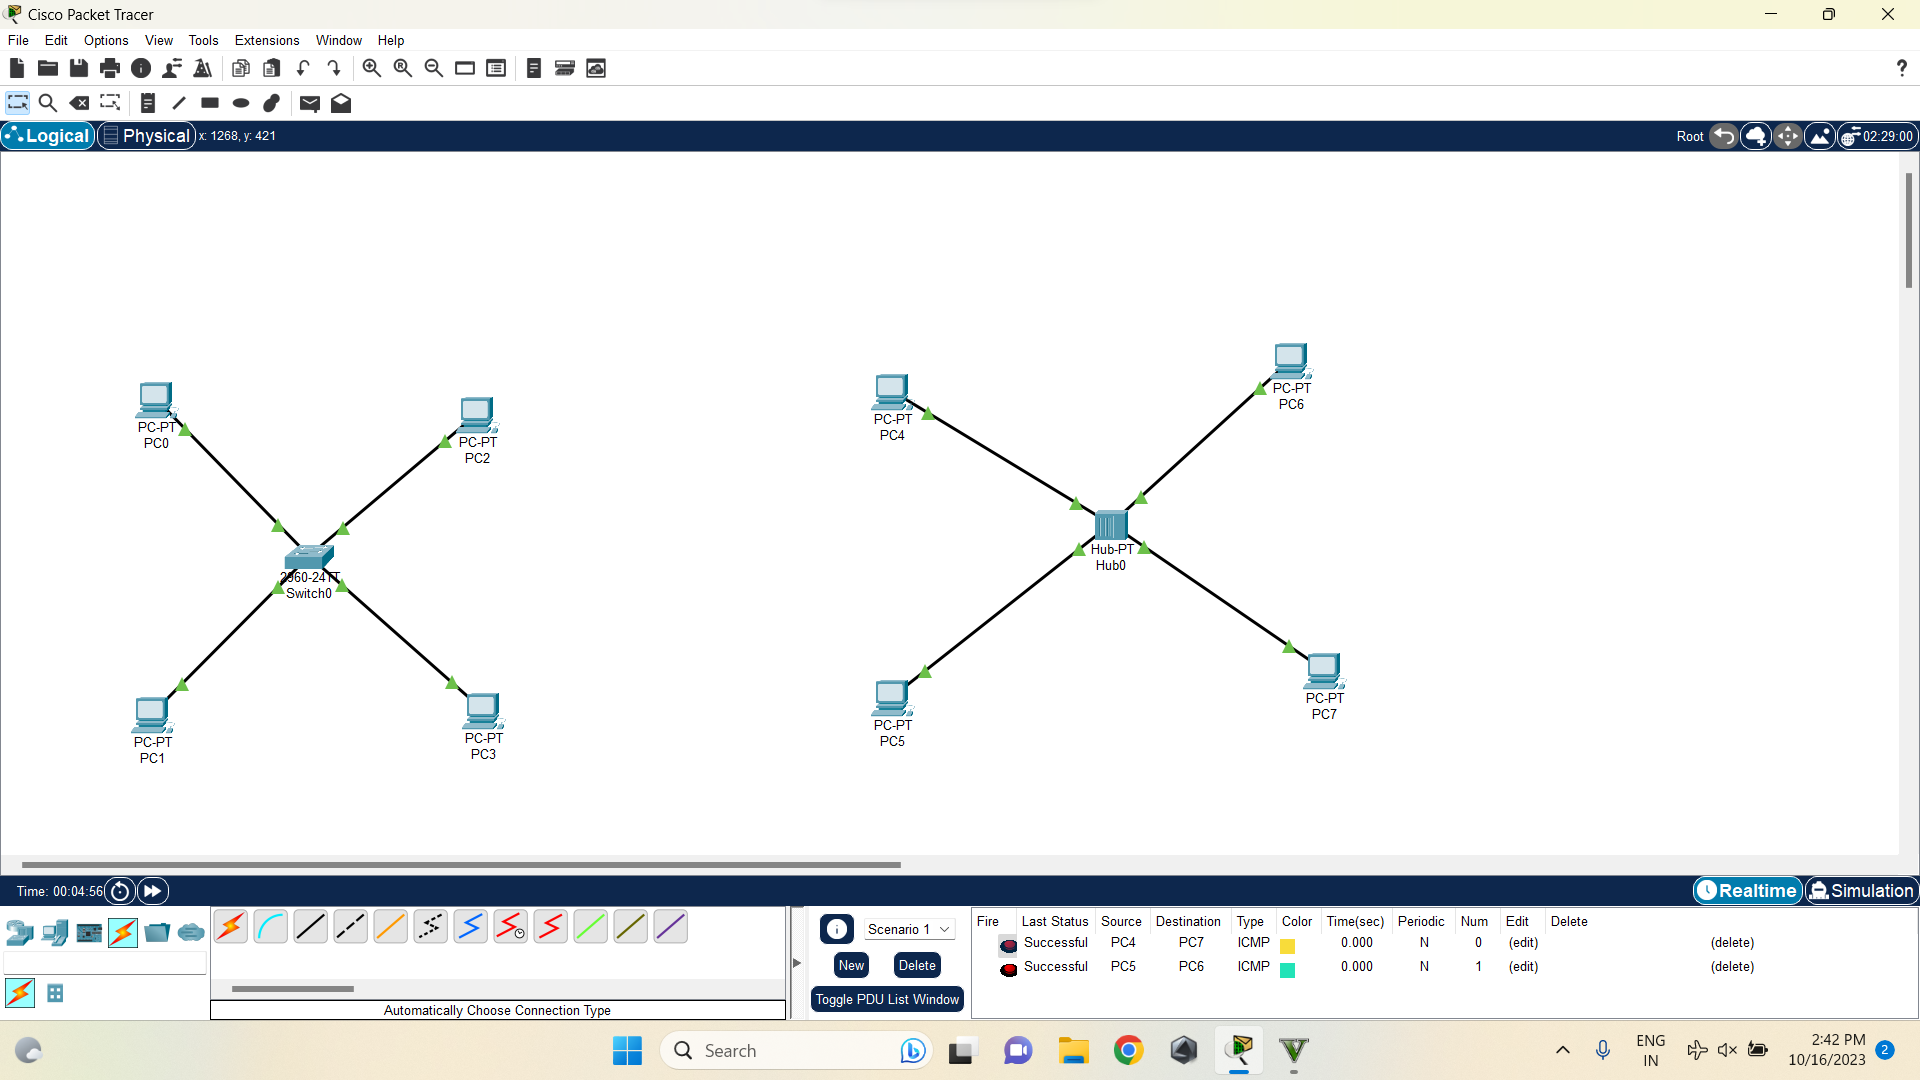 Cisco Packet Tracer
File Edit Options View Tools Extensions Window Help
?
Logical Physical x: 1268, y: 421 Root 02:29:00
PC-PT
PC6
PC-PT
PC4
PC-PT
PC0
PC-PT
PC2
Hub-PT
Hub0
2960-24TT
Switch0
PC-PT
PC7
PC-PT
PC5
PC-PT
PC3
PC-PT
PC1
Time: 00:04:56 Realtime Simulation
Fire Last Status Source Destination Type Color Time(sec) Periodic Num Edit Delete
Successful PC4 PC7 ICMP 0.000 N 0 (edit) (delete)
Successful PC5 PC6 ICMP 0.000 N 1 (edit) (delete)
Scenario 1
New Delete
Toggle PDU List Window
Automatically Choose Connection Type
Search
ENG
IN
2:42 PM
10/16/2023
2